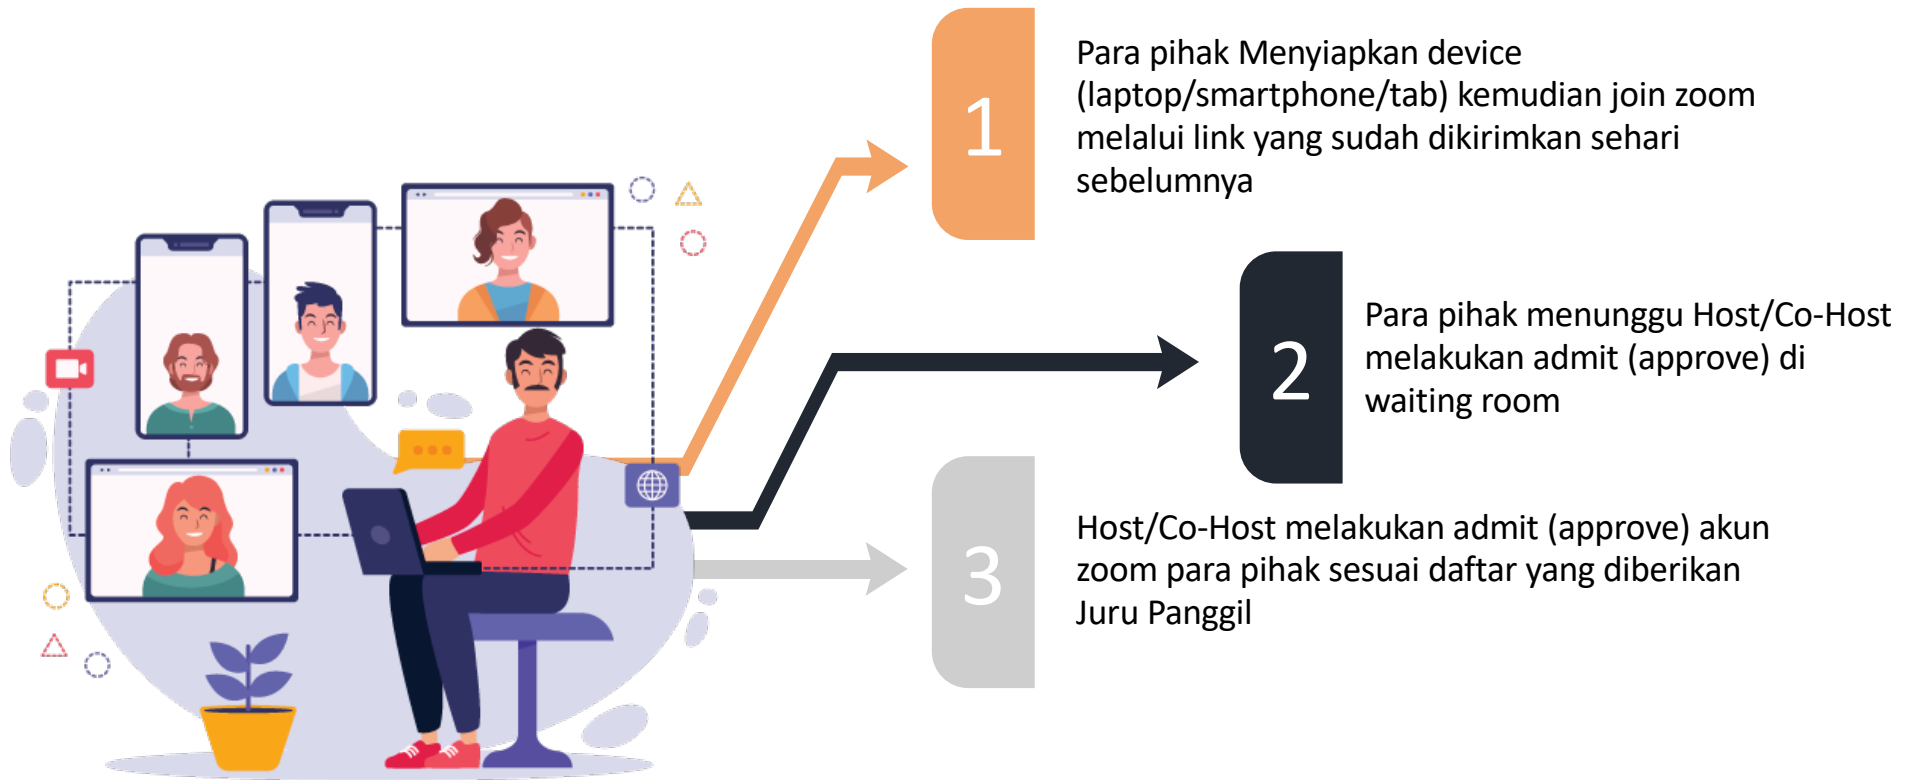 1
Para pihak Menyiapkan device
(laptop/smartphone/tab) kemudian join zoom
melalui link yang sudah dikirimkan sehari
sebelumnya
2
Para pihak menunggu Host/Co-Host
melakukan admit (approve) di
waiting room
3
Host/Co-Host melakukan admit (approve) akun
zoom para pihak sesuai daftar yang diberikan
Juru Panggil